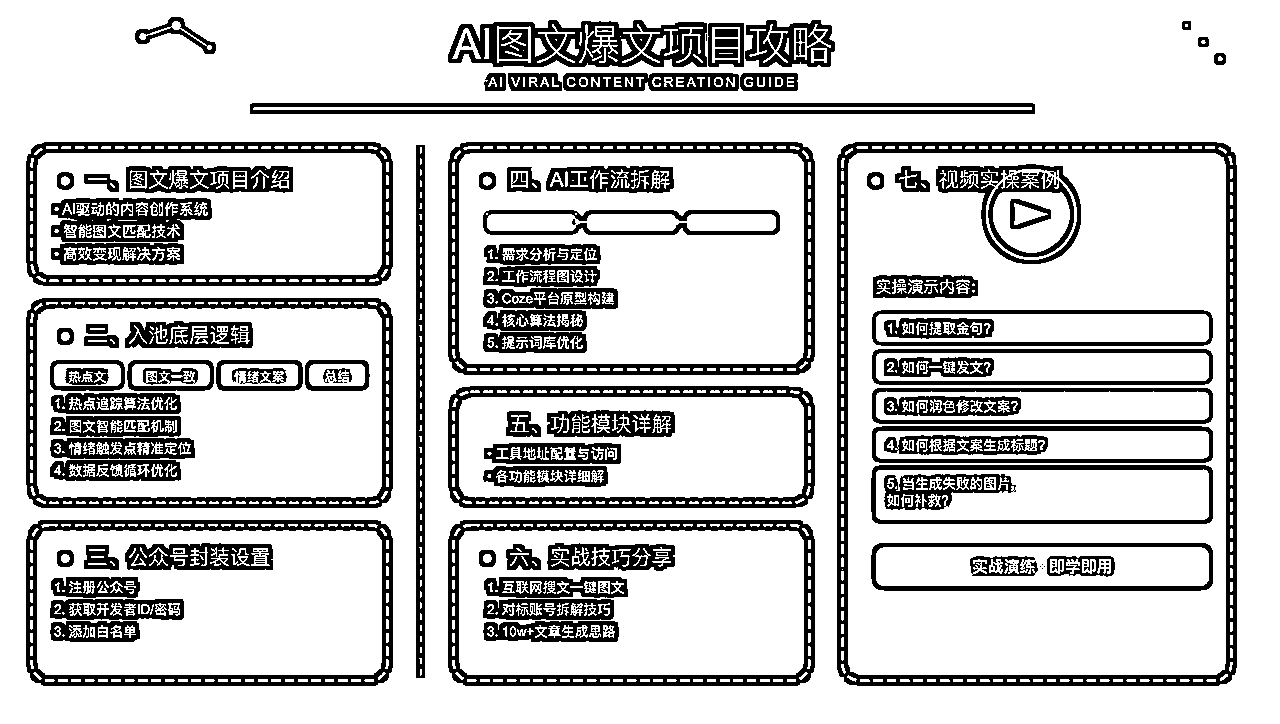 AI图文爆文项目攻略
AI VIRAL CONTENT CREATION GUIDE
一、图文爆文项目介绍
• AI驱动的内容创作系统
• 智能图文匹配技术
• 高效变现解决方案
二、入池底层逻辑
热点文
图文一致
情绪文案
总结
1. 热点追踪算法优化
2. 图文智能匹配机制
3. 情绪触发点精准定位
4. 数据反馈循环优化
三、公众号封装设置
1. 注册公众号
2. 获取开发者ID/密码
3. 添加白名单
四、AI工作流拆解
1. 需求分析与定位
2. 工作流程图设计
3. Coze平台原型构建
4. 核心算法揭秘
5. 提示词库优化
五、功能模块详解
• 工具地址配置与访问
• 各功能模块详细解
六、实战技巧分享
1. 互联网搜文一键图文
2. 对标账号拆解技巧
3. 10w+文章生成思路
七、视频实操案例
实操演示内容:
1. 如何提取金句?
2. 如何一键发文?
3. 如何润色修改文案?
4. 如何根据文案生成标题?
5. 当生成失败的图片,
如何补救?
实战演练·即学即用